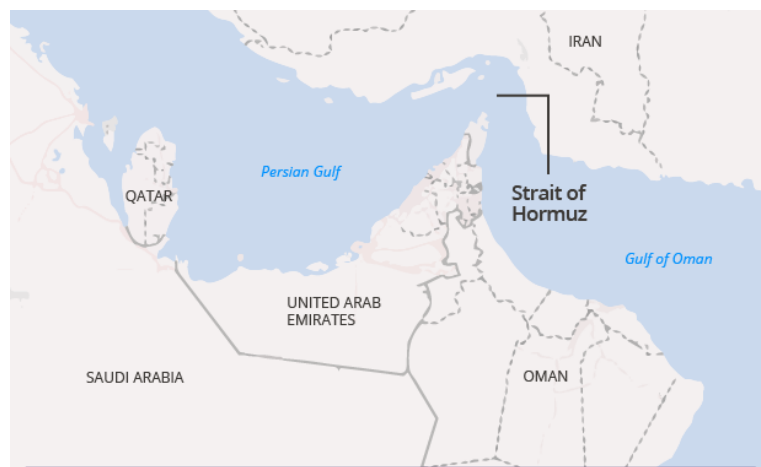 IRAN
Persian Gulf
QATAR
Strait of
Hormuz
Gulf of Oman
UNITED ARAB
EMIRATES
SAUDI ARABIA
OMAN